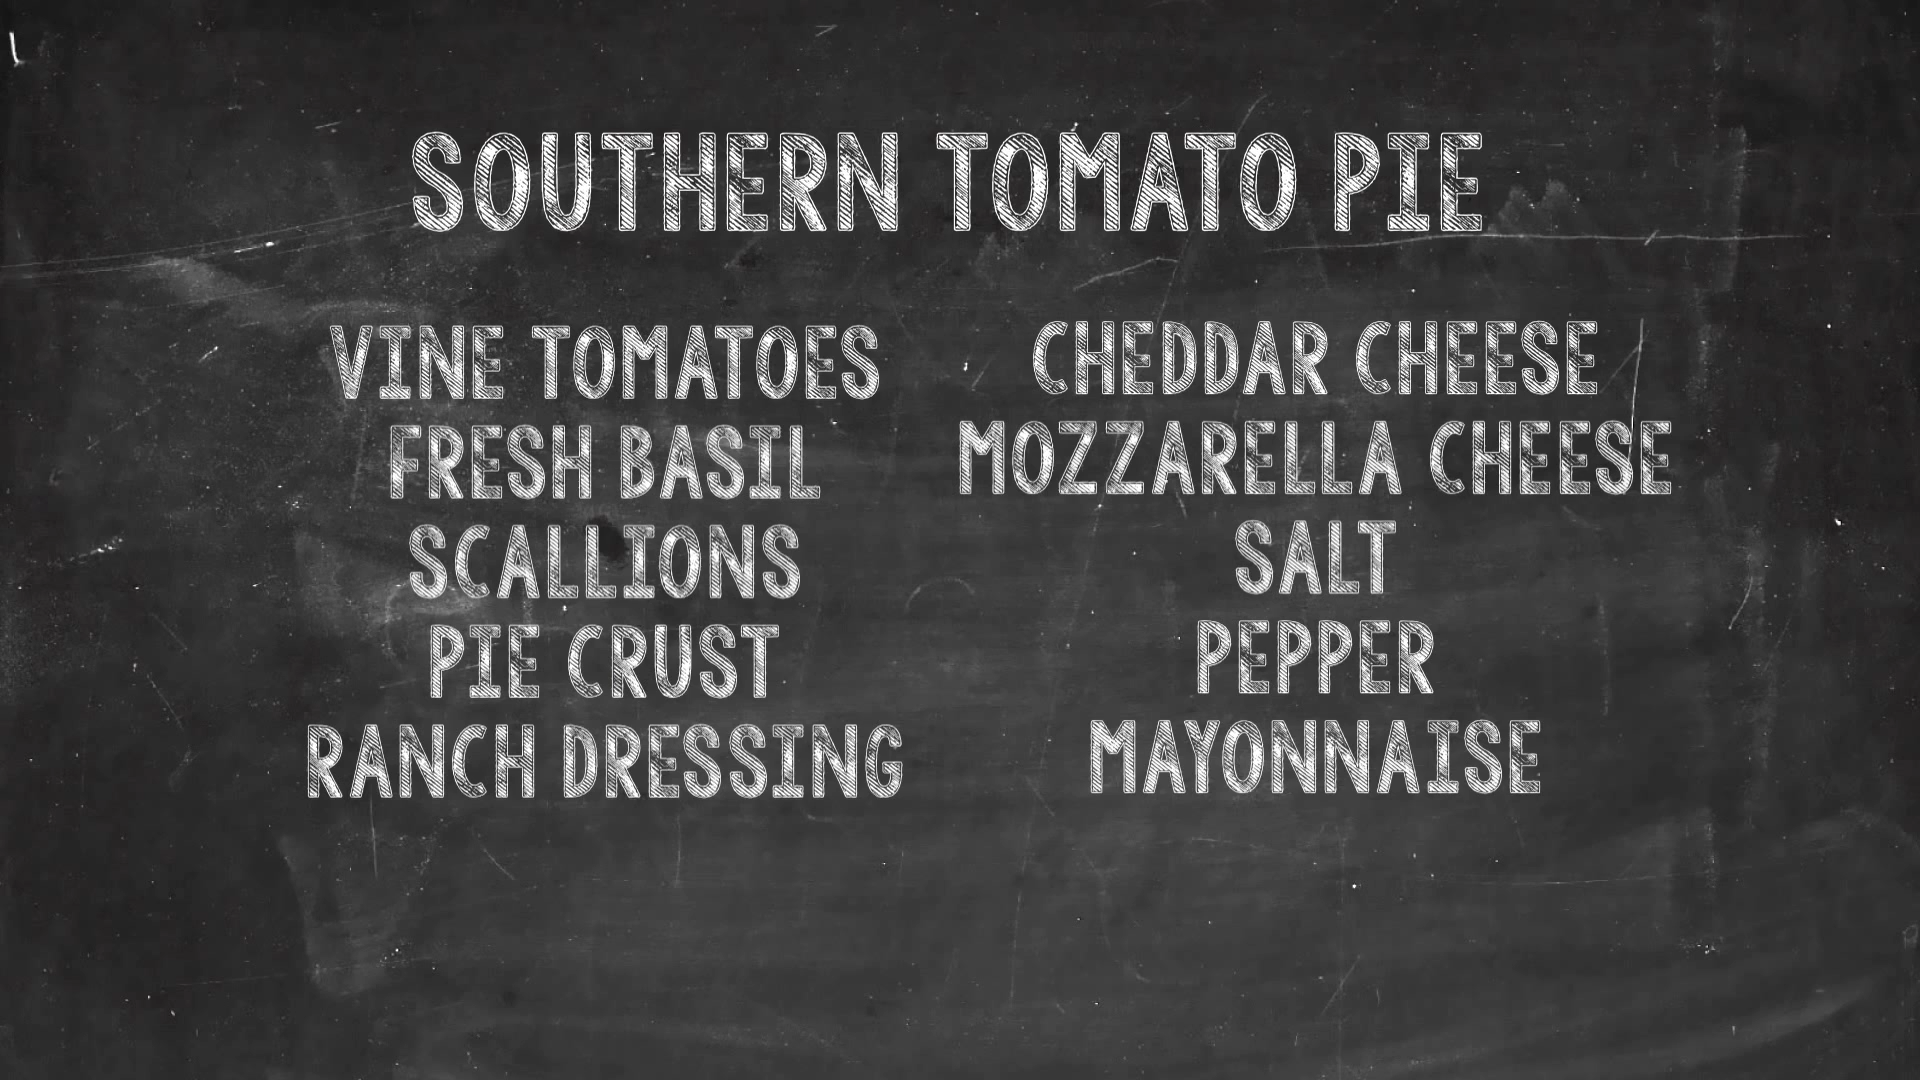 SOUTHERN TOMATO PIE
VINE TOMATOES
FRESH BASIL
SCALLIONS
PIE CRUST
RANCH DRESSING
CHEDDAR CHEESE
MOZZARELLA CHEESE
SALT
PEPPER
MAYONNAISE